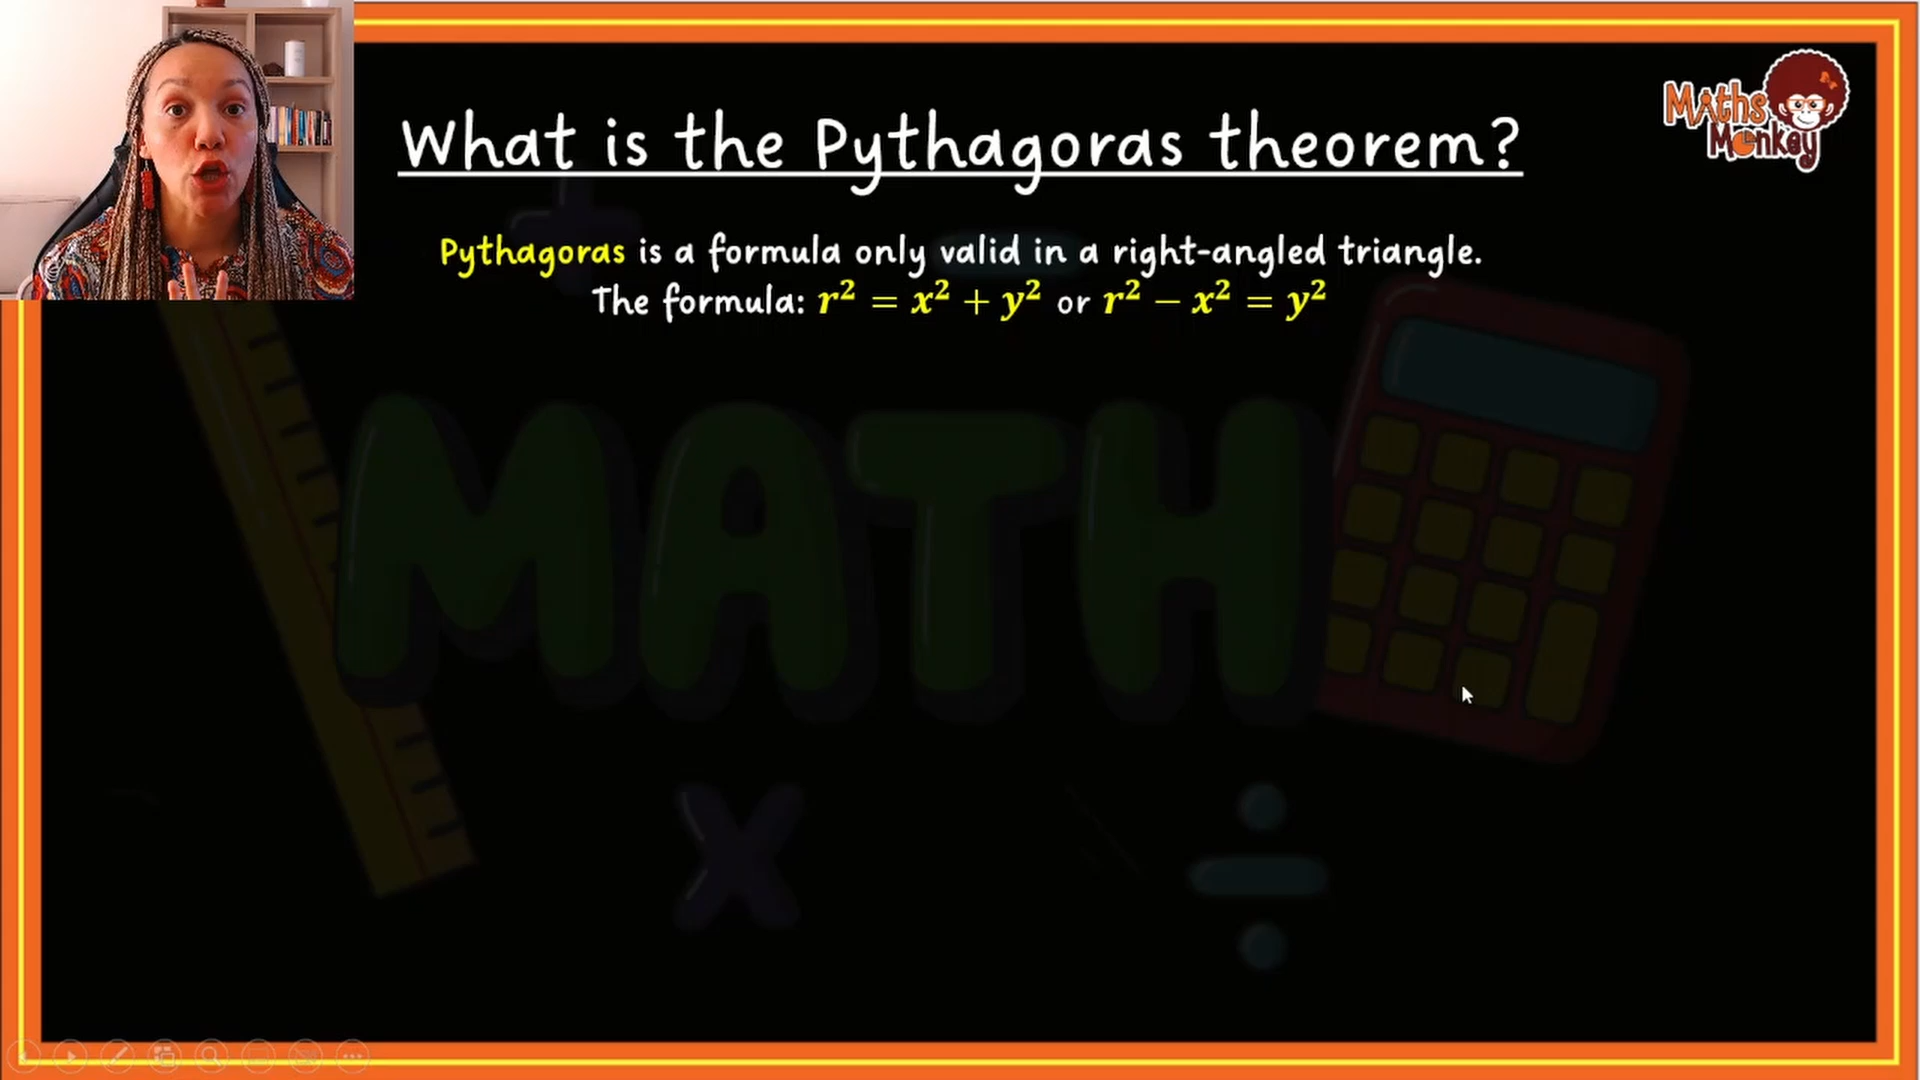 What is the Pythagoras theorem?
Maths
Monkey
Pythagoras is a formula only valid in a right-angled triangle.
The formula: r² = x² + y² or r² − x² = y²
MATH